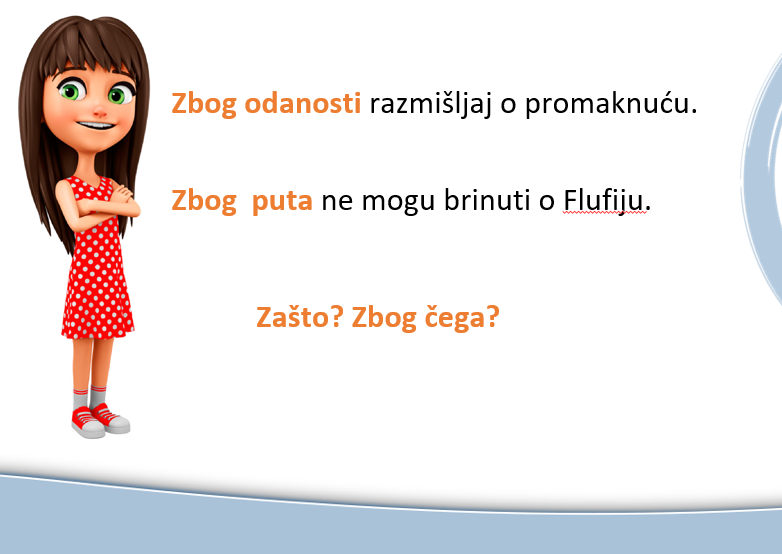 Zbog odanosti razmišljaj o promaknuću.
Zbog  puta ne mogu brinuti o Flufiju.
Zašto? Zbog čega?